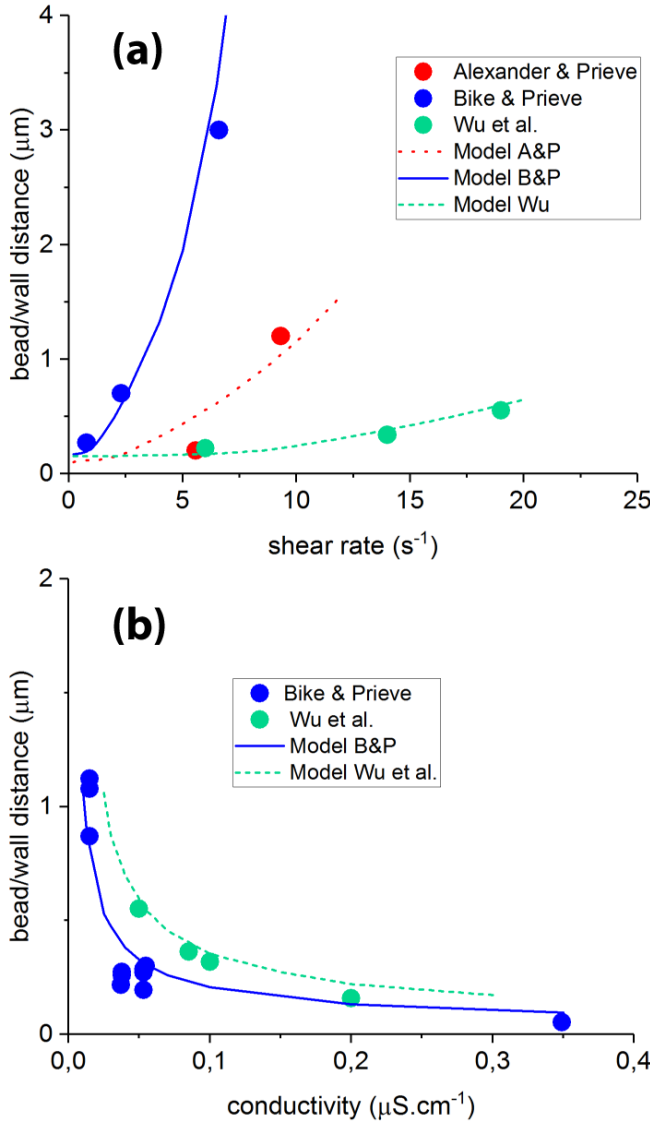 4
(a)
Alexander & Prieve
Bike & Prieve
Wu et al.
Model A&P
Model B&P
Model Wu
3
2
1
0
bead/wall distance (μm)
0 5 10 15 20 25
shear rate (s⁻¹)
2
(b)
Bike & Prieve
Wu et al.
Model B&P
Model Wu et al.
1
0
bead/wall distance (μm)
0,0 0,1 0,2 0,3 0,4
conductivity (μS.cm⁻¹)